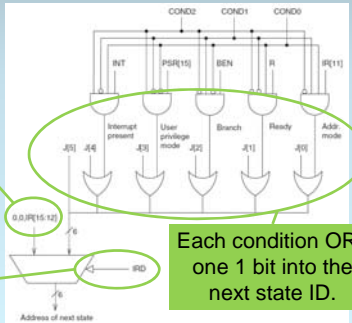 COND2 COND1 COND0
INT PSR[15] BEN R IR[11]
Interrupt present
User privilege mode
Branch
Ready
Addr. mode
J[5] J[4] J[3] J[2] J[1] J[0]
0,0,IR[15:12]
6
6
IRD
6
Address of next state
Each condition OR
one 1 bit into the
next state ID.